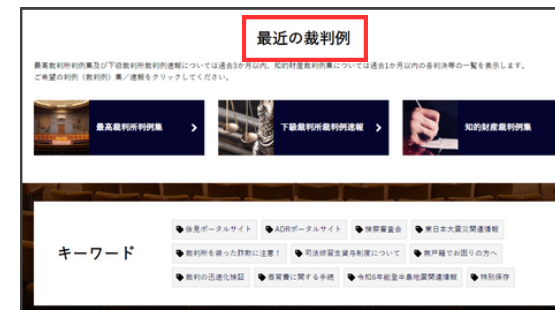 最近の裁判例
最高裁判所判例集及び下級裁判所裁判例速報については過去3か月以内、知的財産裁判例集については過去1か月以内の各判決等の一覧を表示します。
ご希望の判例（裁判例）集／速報をクリックしてください。
最高裁判所判例集
下級裁判所裁判例速報
知的財産裁判例集
キーワード
後見ポータルサイト ADRポータルサイト 検察審査会 東日本大震災関連情報
裁判所を装った詐欺に注意！ 司法修習生貸与制度について 無戸籍でお困りの方へ
裁判の迅速化検証 養育費に関する手続 令和6年能登半島地震関連情報 特別保存